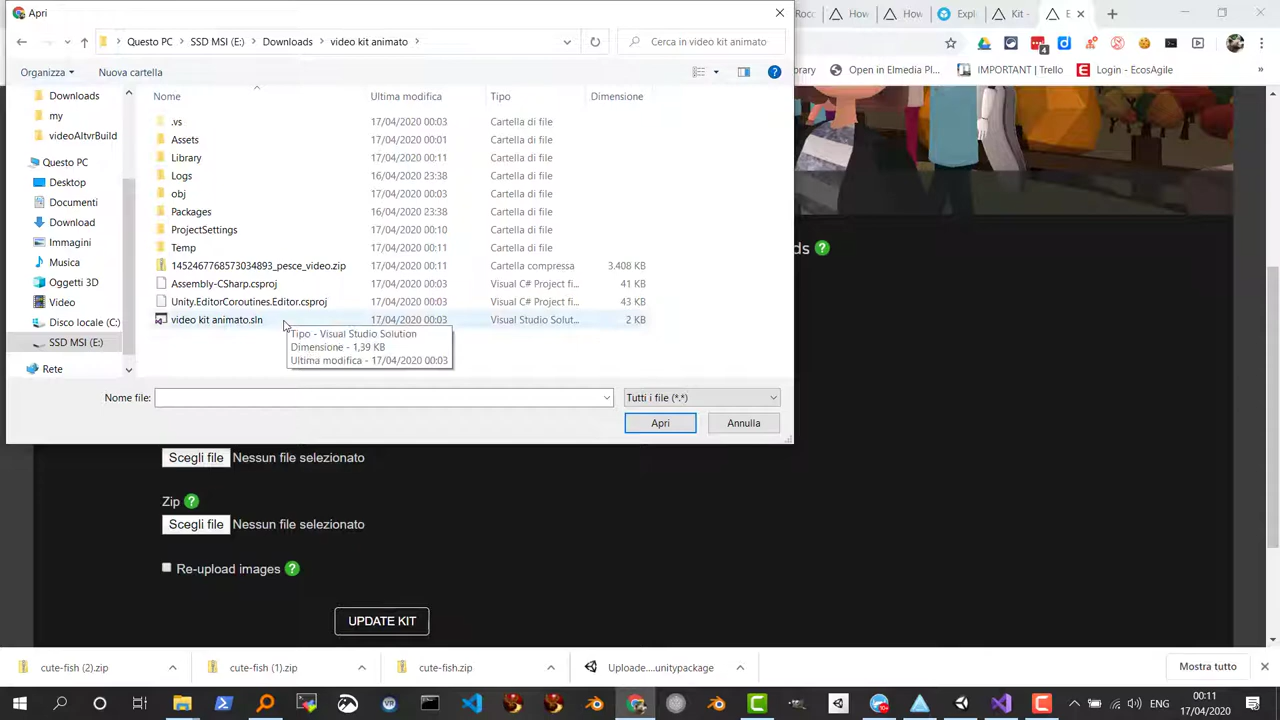 Apri
Roc
How
How
Expl
Kit -
E
Questo PC > SSD MSI (E:) > Downloads > video kit animato >
Cerca in video kit animato
Organizza
Nuova cartella
rary
Open in Elmedia Pl...
IMPORTANT | Trello
Login - EcosAgile
»
4
Nome
Ultima modifica
Tipo
Dimensione
Downloads
my
videoAltvrBuild
Questo PC
Desktop
Documenti
Download
Immagini
Musica
Oggetti 3D
Video
Disco locale (C:)
SSD MSI (E:)
Rete
.vs 17/04/2020 00:03 Cartella di file
Assets 17/04/2020 00:01 Cartella di file
Library 17/04/2020 00:11 Cartella di file
Logs 16/04/2020 23:38 Cartella di file
obj 17/04/2020 00:03 Cartella di file
Packages 16/04/2020 23:38 Cartella di file
ProjectSettings 17/04/2020 00:10 Cartella di file
Temp 17/04/2020 00:11 Cartella di file
1452467768573034893_pesce_video.zip 17/04/2020 00:11 Cartella compressa 3.408 KB
Assembly-CSharp.csproj 17/04/2020 00:03 Visual C# Project fi... 41 KB
Unity.EditorCoroutines.Editor.csproj 17/04/2020 00:03 Visual C# Project fi... 43 KB
video kit animato.sln 17/04/2020 00:03 Visual Studio Solut... 2 KB
Tipo - Visual Studio Solution
Dimensione - 1,39 KB
Ultima modifica - 17/04/2020 00:03
Nome file:
Tutti i file (*.*)
Apri
Annulla
ds ?
Scegli file Nessun file selezionato
Zip ?
Scegli file Nessun file selezionato
Re-upload images ?
UPDATE KIT
cute-fish (2).zip
cute-fish (1).zip
cute-fish.zip
Uploade....unitypackage
Mostra tutto
ENG
00:11
17/04/2020